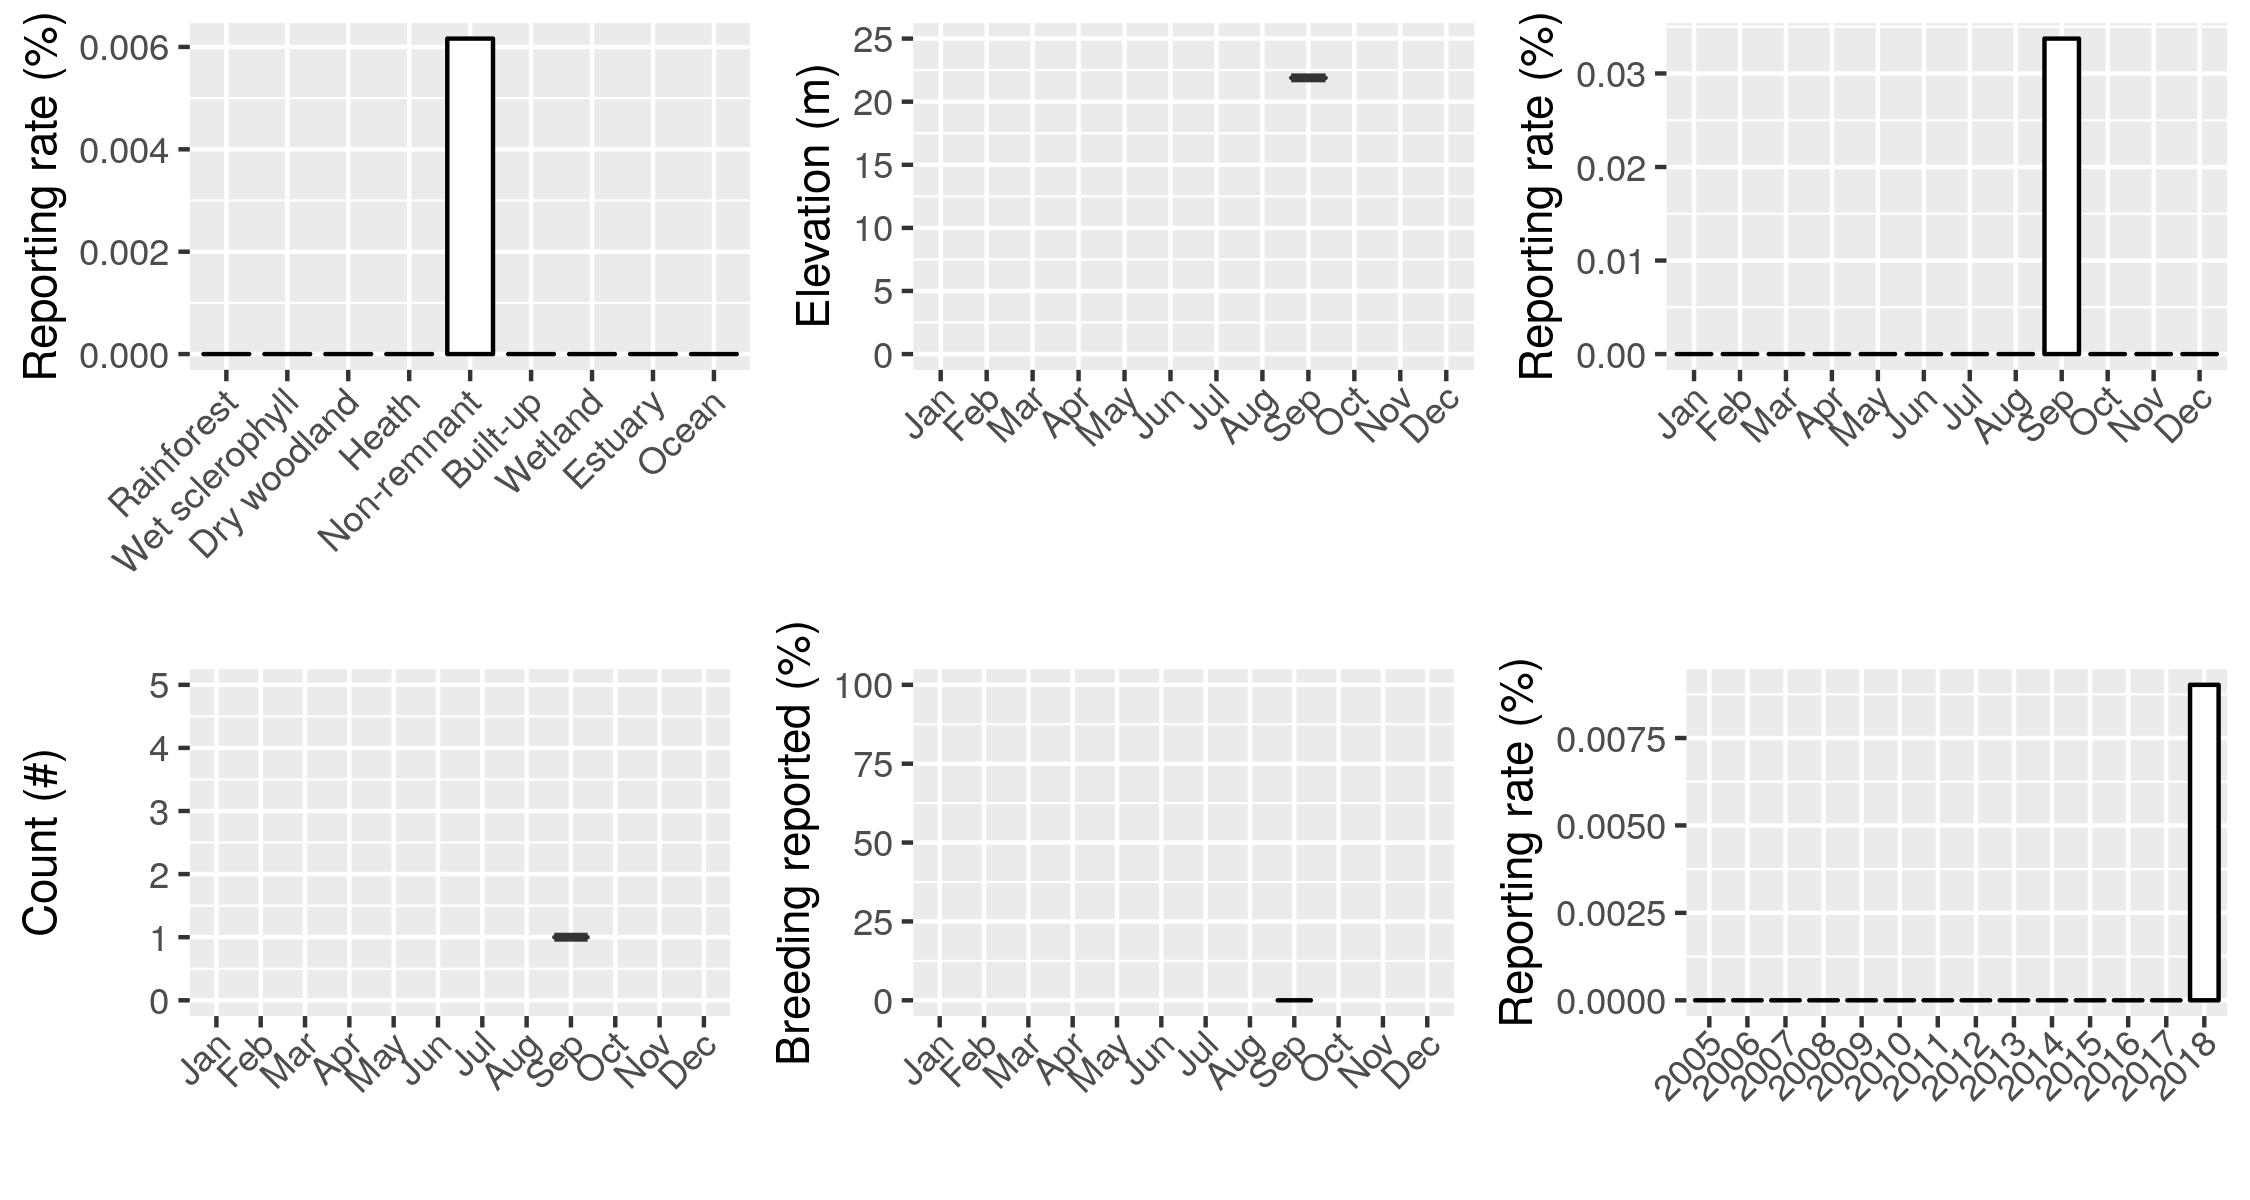 Reporting rate (%)
0.006
0.004
0.002
0.000
Rainforest
Wet sclerophyll
Dry woodland
Heath
Non-remnant
Built-up
Wetland
Estuary
Ocean
Elevation (m)
25
20
15
10
5
0
Jan
Feb
Mar
Apr
May
Jun
Jul
Aug
Sep
Oct
Nov
Dec
Reporting rate (%)
0.03
0.02
0.01
0.00
Jan
Feb
Mar
Apr
May
Jun
Jul
Aug
Sep
Oct
Nov
Dec
Count (#)
5
4
3
2
1
0
Jan
Feb
Mar
Apr
May
Jun
Jul
Aug
Sep
Oct
Nov
Dec
Breeding reported (%)
100
75
50
25
0
Jan
Feb
Mar
Apr
May
Jun
Jul
Aug
Sep
Oct
Nov
Dec
Reporting rate (%)
0.0075
0.0050
0.0025
0.0000
2005
2006
2007
2008
2009
2010
2011
2012
2013
2014
2015
2016
2017
2018